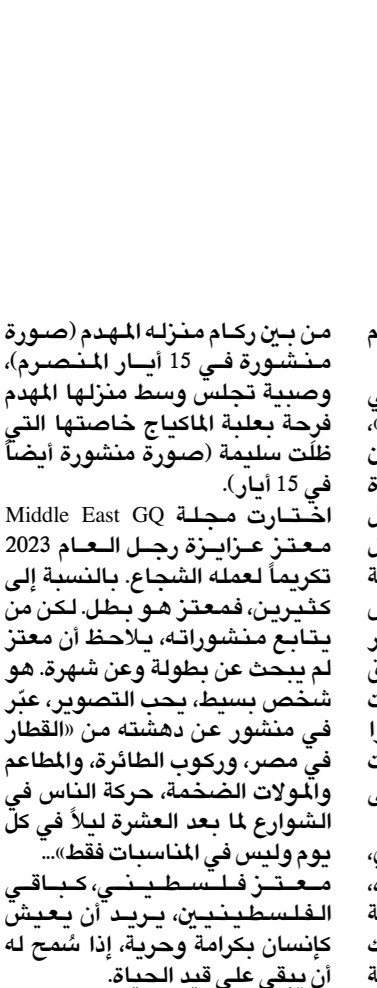 من بين ركام منزله المهدم (صورة
منشورة في 15 أيار المنصرم)،
وصبية تجلس وسط منزلها المهدم
فرحة بعلبة الماكياج خاصتها التي
ظلّت سليمة (صورة منشورة أيضاً
في 15 أيار).
اختارت مجلة Middle East GQ
معتز عزايزة رجل العام 2023
تكريماً لعمله الشجاع. بالنسبة إلى
كثيرين، فمعتز هو بطل. لكن من
يتابع منشوراته، يلاحظ أن معتز
لم يبحث عن بطولة وعن شهرة. هو
شخص بسيط، يحب التصوير، عبّر
في منشور عن دهشته من «القطار
في مصر، وركوب الطائرة، والمطاعم
والمولات الضخمة، حركة الناس في
الشوارع لما بعد العشرة ليلاً في كل
يوم وليس في المناسبات فقط»...
معتز فلسطيني، كباقي
الفلسطينيين، يريد أن يعيش
كإنسان بكرامة وحرية، إذا سُمح له
أن يبقى على قيد الحياة.